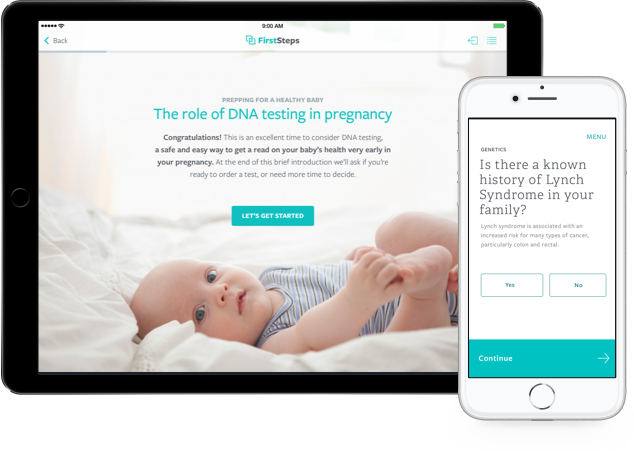 9:00 AM
Back
FirstSteps
PREPPING FOR A HEALTHY BABY
The role of DNA testing in pregnancy
Congratulations! This is an excellent time to consider DNA testing,
a safe and easy way to get a read on your baby's health very early in
your pregnancy. At the end of this brief introduction we'll ask if you're
ready to order a test, or need more time to decide.
LET'S GET STARTED
MENU
GENETICS
Is there a known
history of Lynch
Syndrome in your
family?
Lynch syndrome is associated with an
increased risk for many types of cancer,
particularly colon and rectal.
Yes
No
Continue